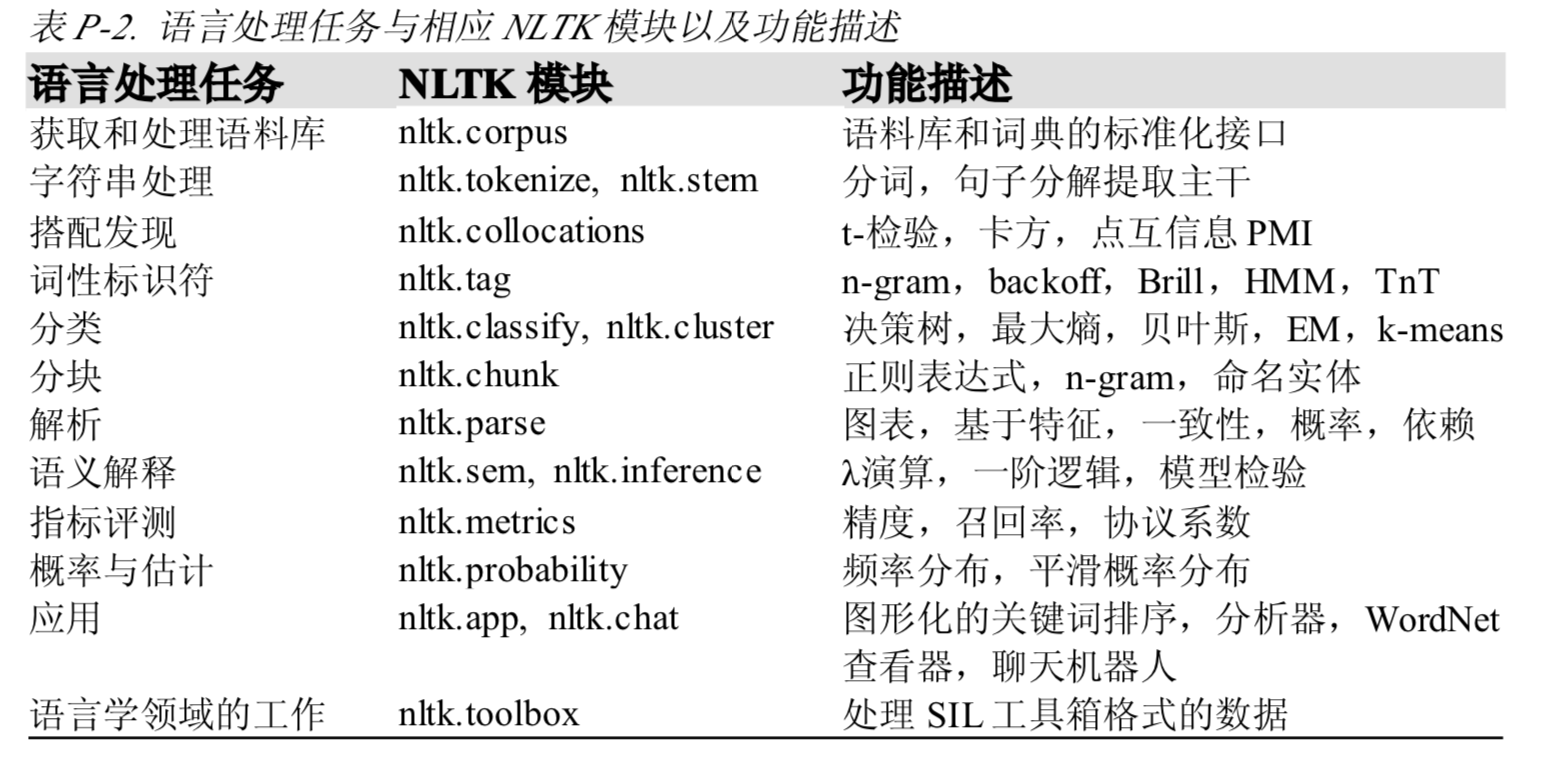 表 P-2. 语言处理任务与相应 NLTK 模块以及功能描述
语言处理任务 NLTK 模块 功能描述
获取和处理语料库 nltk.corpus 语料库和词典的标准化接口
字符串处理 nltk.tokenize, nltk.stem 分词，句子分解提取主干
搭配发现 nltk.collocations t-检验，卡方，点互信息 PMI
词性标识符 nltk.tag n-gram，backoff，Brill，HMM，TnT
分类 nltk.classify, nltk.cluster 决策树，最大熵，贝叶斯，EM，k-means
分块 nltk.chunk 正则表达式，n-gram，命名实体
解析 nltk.parse 图表，基于特征，一致性，概率，依赖
语义解释 nltk.sem, nltk.inference λ演算，一阶逻辑，模型检验
指标评测 nltk.metrics 精度，召回率，协议系数
概率与估计 nltk.probability 频率分布，平滑概率分布
应用 nltk.app, nltk.chat 图形化的关键词排序，分析器，WordNet
查看器，聊天机器人
语言学领域的工作 nltk.toolbox 处理 SIL 工具箱格式的数据